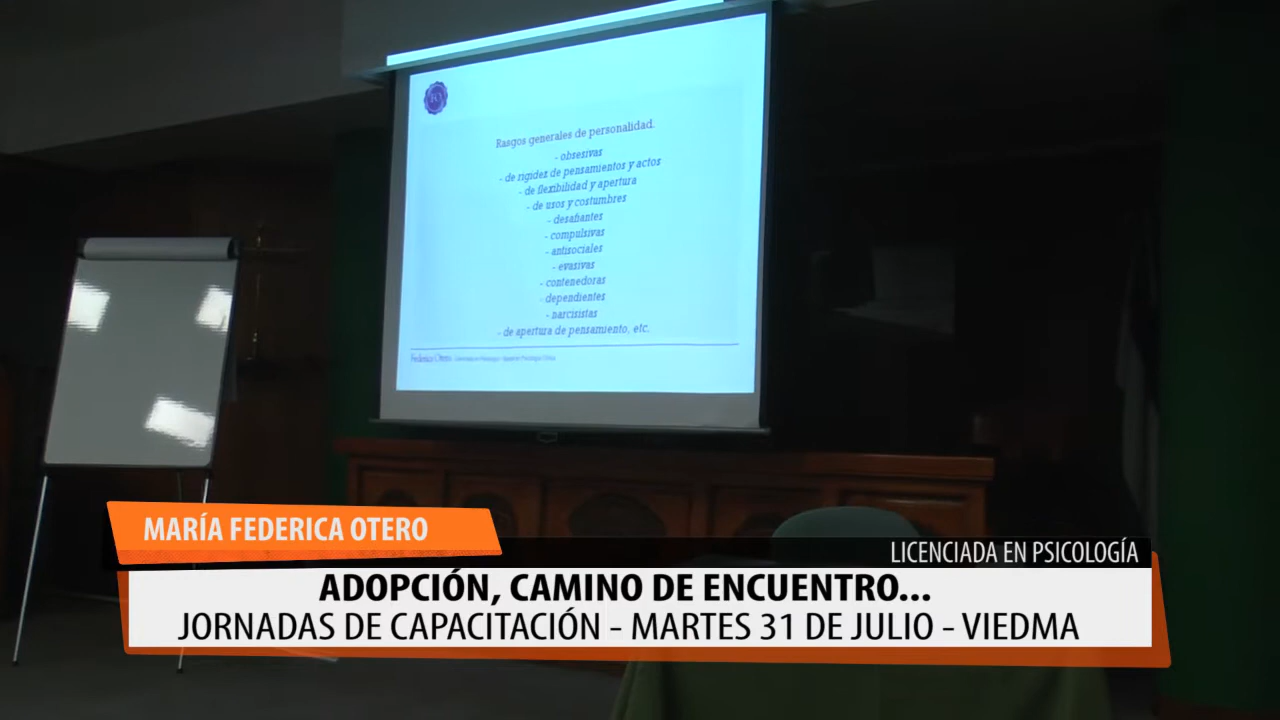 Rasgos generales de personalidad.
- obsesivas
- de rigidez de pensamientos y actos
- de flexibilidad y apertura
- de usos y costumbres
- desafiantes
- compulsivas
- antisociales
- evasivas
- contenedoras
- dependientes
- narcisistas
- de apertura de pensamiento, etc.
Federica Otero
MARÍA FEDERICA OTERO
LICENCIADA EN PSICOLOGÍA
ADOPCIÓN, CAMINO DE ENCUENTRO...
JORNADAS DE CAPACITACIÓN - MARTES 31 DE JULIO - VIEDMA